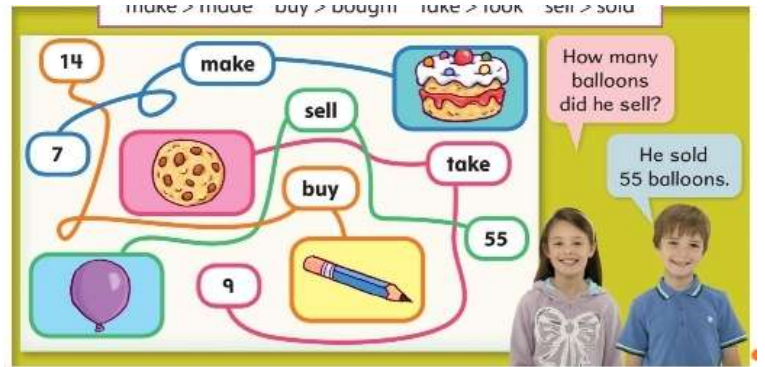 make > made   buy > bought   take > took   sell > sold
14
make
7
sell
take
buy
55
9
How many
balloons
did he sell?
He sold
55 balloons.